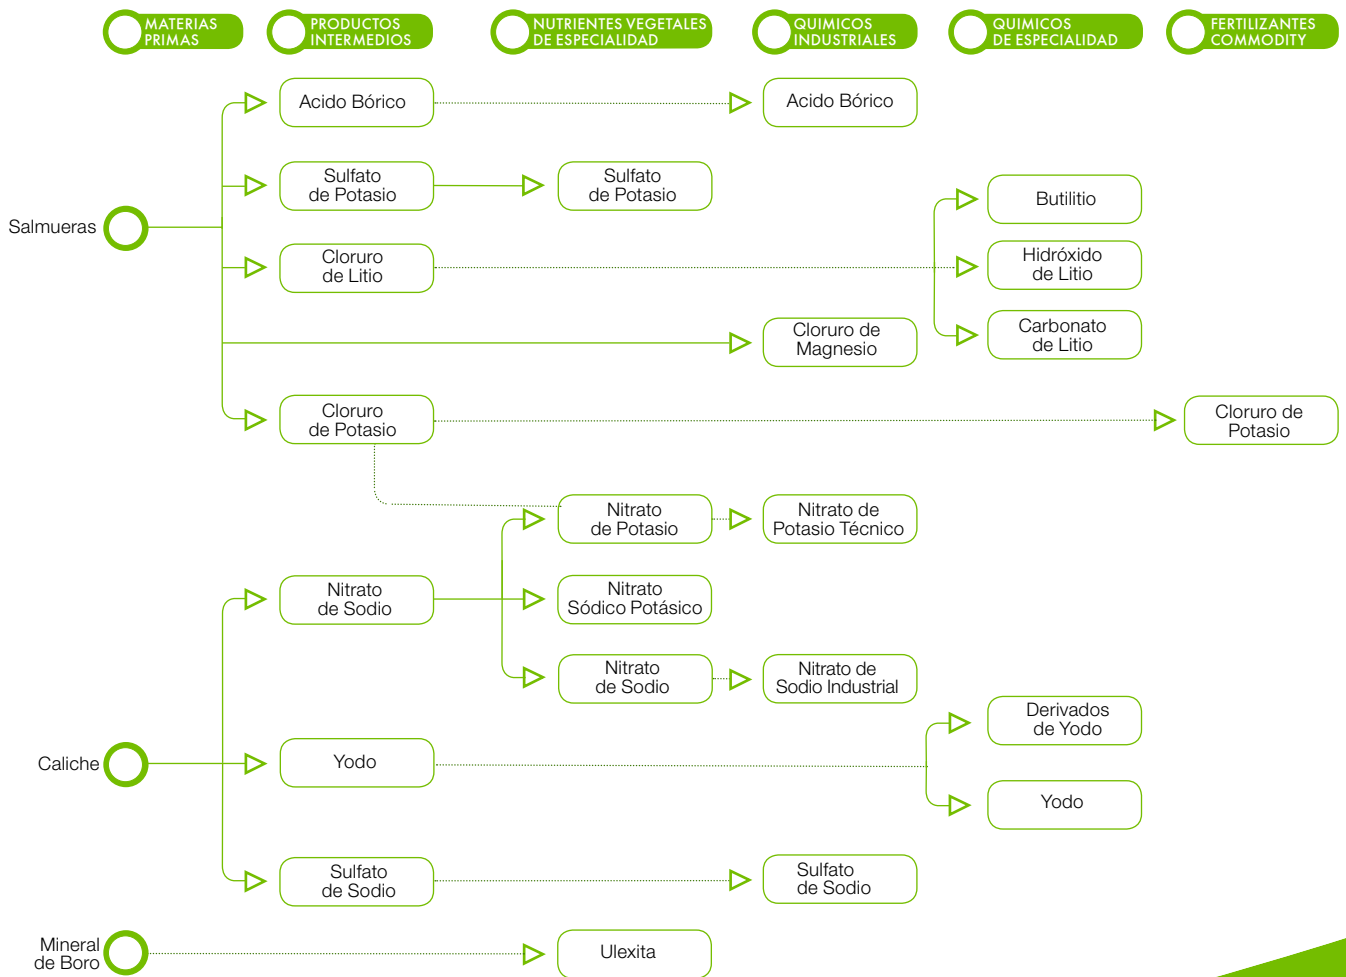 MATERIAS
PRIMAS
PRODUCTOS
INTERMEDIOS
NUTRIENTES VEGETALES
DE ESPECIALIDAD
QUIMICOS
INDUSTRIALES
QUIMICOS
DE ESPECIALIDAD
FERTILIZANTES
COMMODITY
Acido Bórico
Acido Bórico
Sulfato
de Potasio
Sulfato
de Potasio
Butilitio
Salmueras
Cloruro
de Litio
Hidróxido
de Litio
Cloruro de
Magnesio
Carbonato
de Litio
Cloruro
de Potasio
Cloruro de
Potasio
Nitrato
de Potasio
Nitrato de
Potasio Técnico
Nitrato
de Sodio
Nitrato
Sódico Potásico
Nitrato
de Sodio
Nitrato de
Sodio Industrial
Derivados
de Yodo
Caliche
Yodo
Yodo
Sulfato
de Sodio
Sulfato
de Sodio
Mineral
de Boro
Ulexita